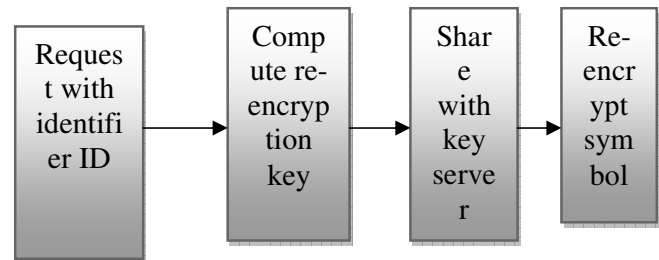 Reques
t with
identifi
er ID
Comp
ute re-
encryp
tion
key
Shar
e
with
key
serve
r
Re-
encr
ypt
sym
bol